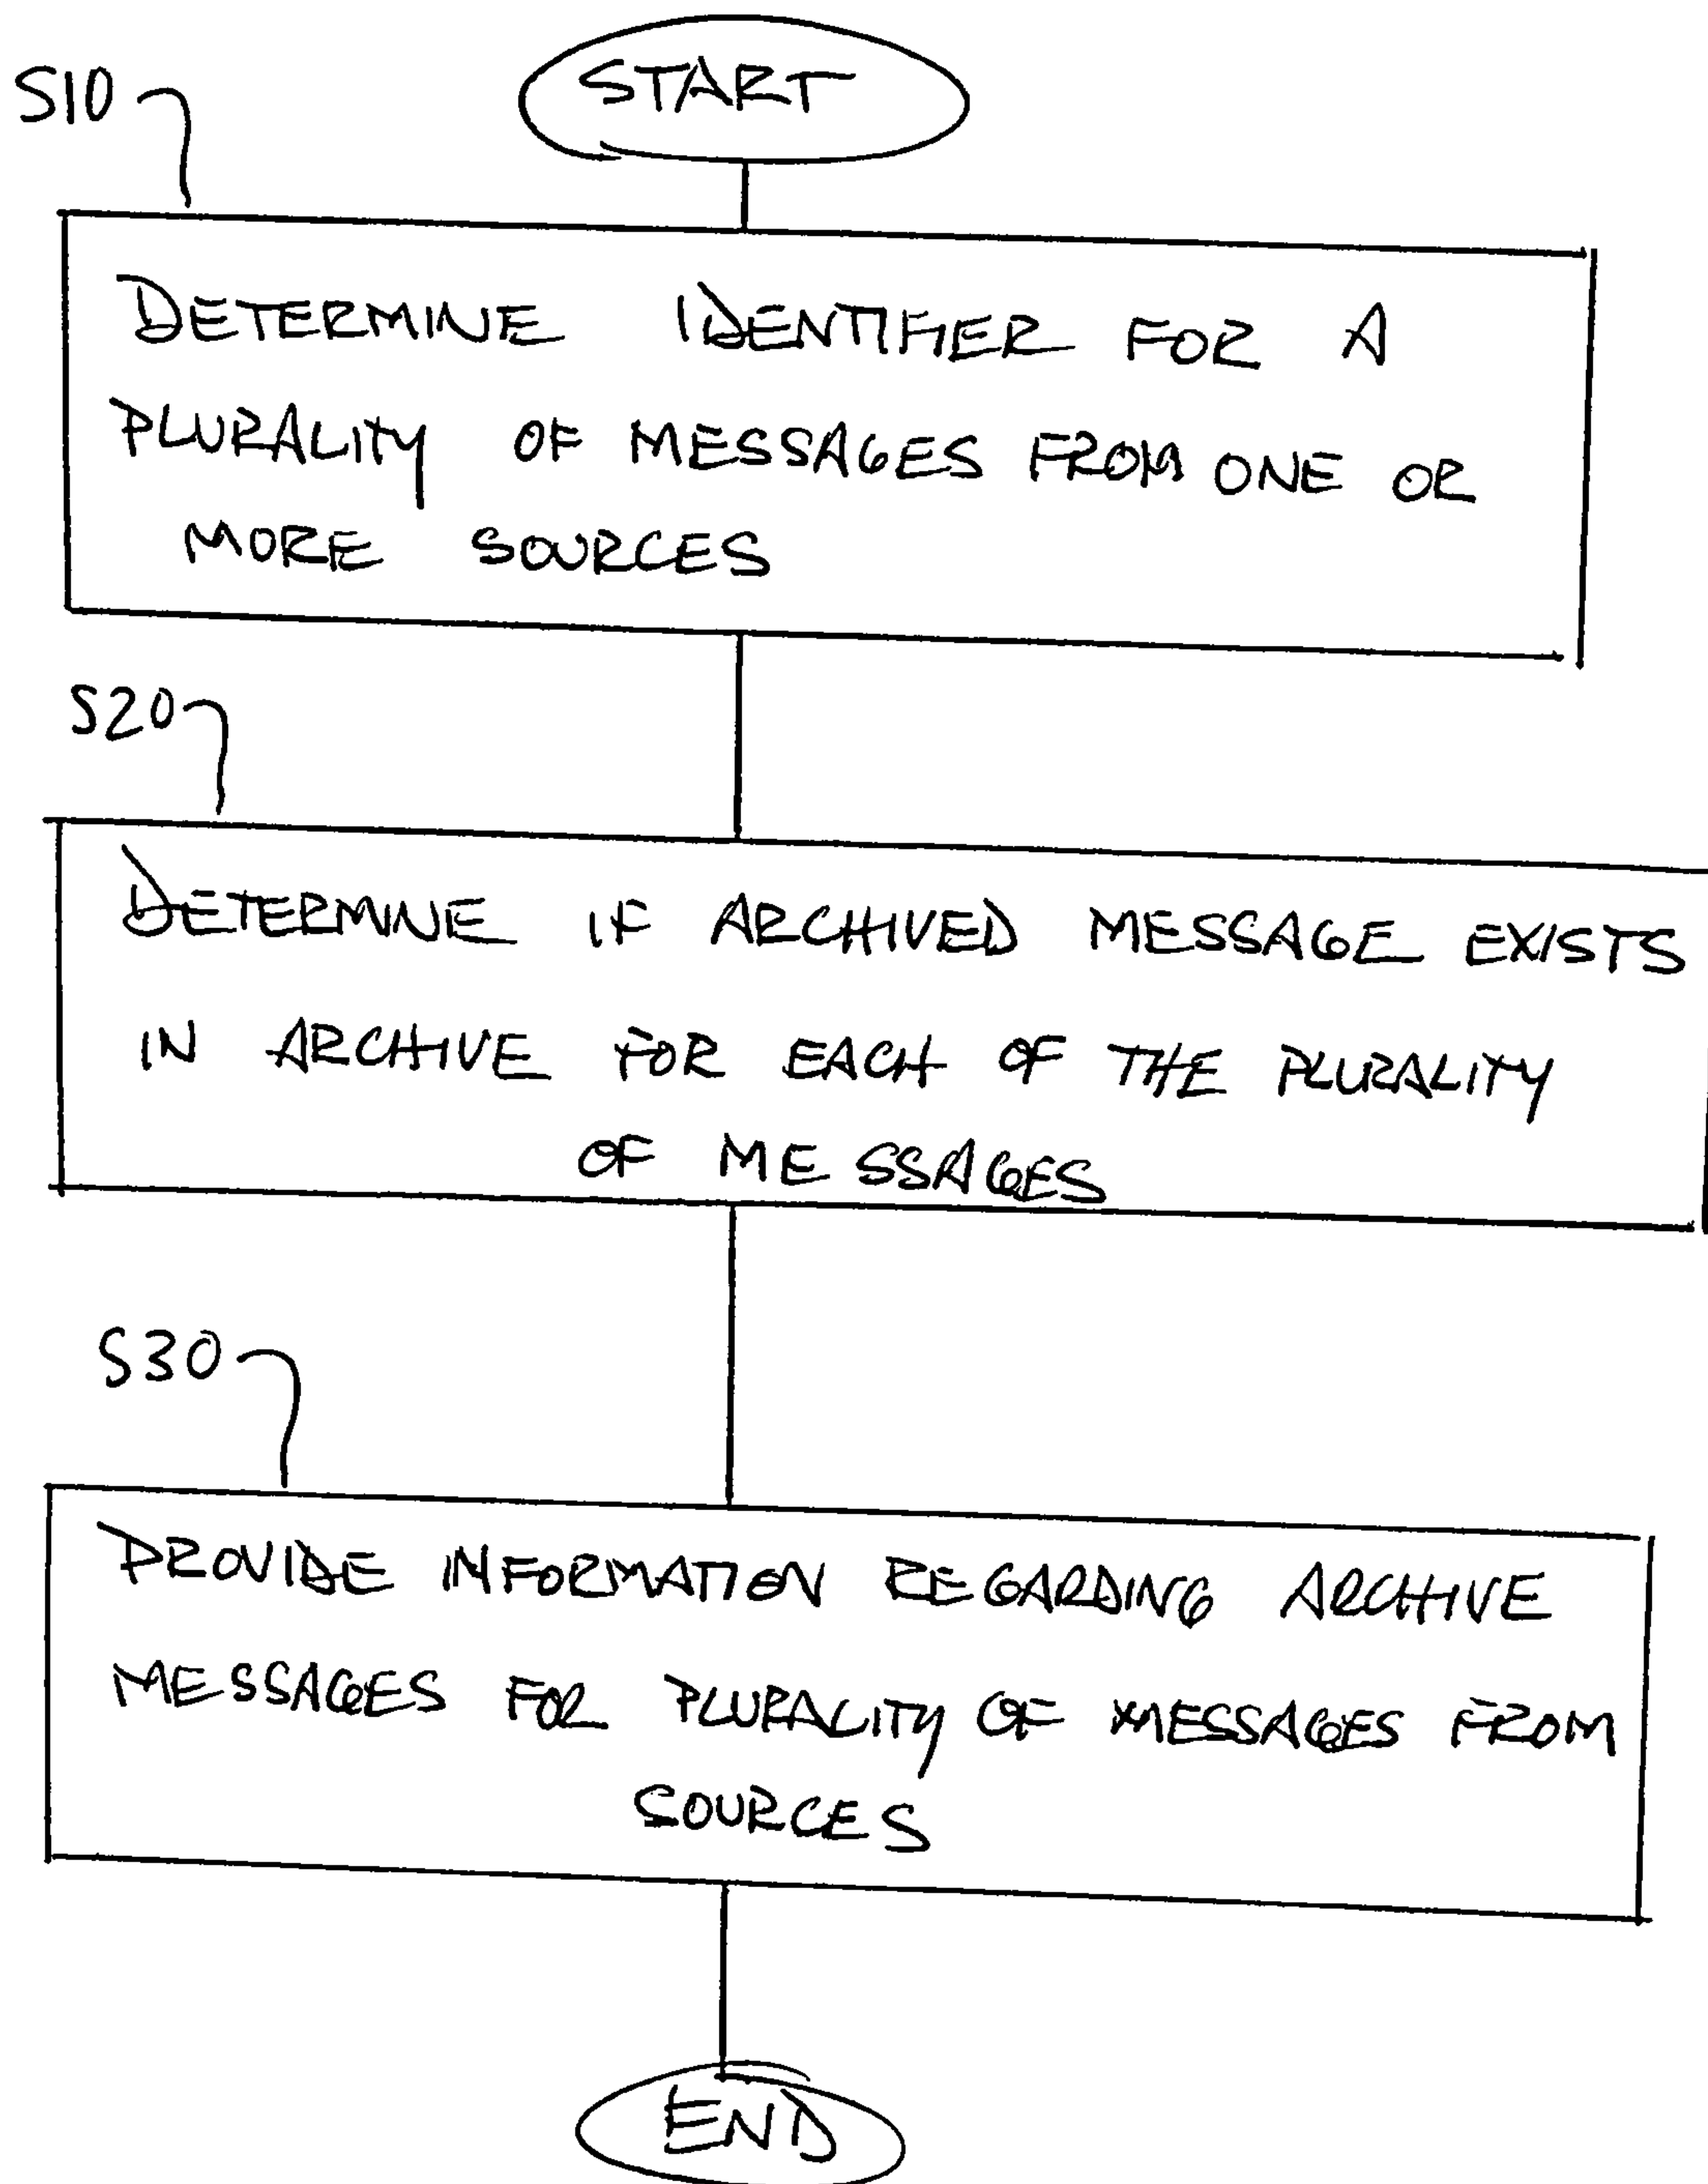 START
S10
DETERMINE IDENTIFIER FOR A
PLURALITY OF MESSAGES FROM ONE OR
MORE SOURCES
S20
DETERMINE IF ARCHIVED MESSAGE EXISTS
IN ARCHIVE FOR EACH OF THE PLURALITY
OF MESSAGES
S30
PROVIDE INFORMATION REGARDING ARCHIVE
MESSAGES FOR PLURALITY OF MESSAGES FROM
SOURCES
END